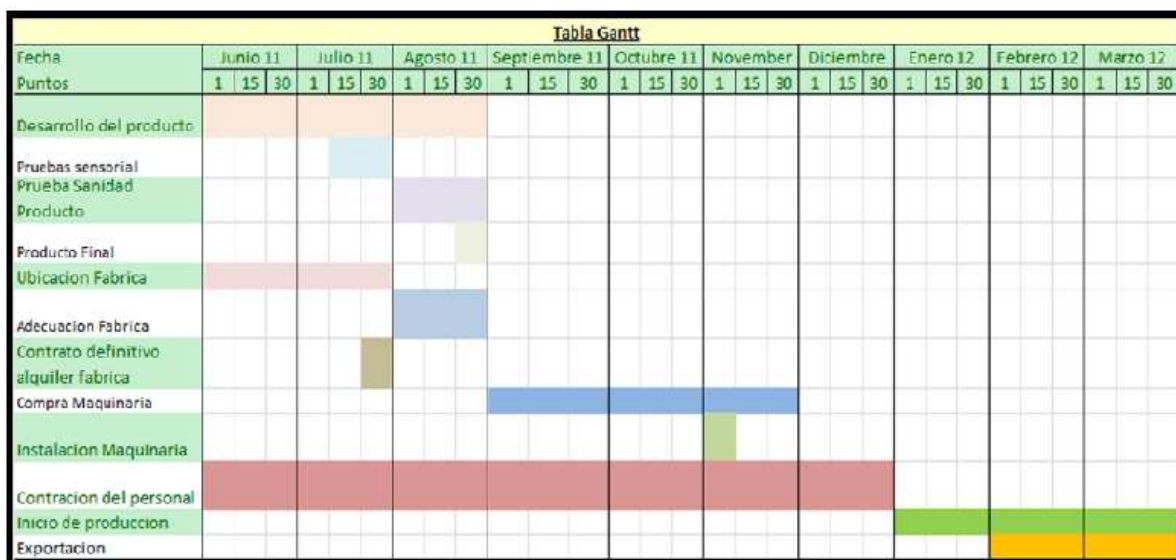 Tabla Gantt
Fecha Junio 11 Julio 11 Agosto 11 Septiembre 11 Octubre 11 November Diciembre Enero 12 Febrero 12 Marzo 12
Puntos 1 15 30 1 15 30 1 15 30 1 15 30 1 15 30 1 15 30 1 15 30 1 15 30 1 15 30 1 15 30
Desarrollo del producto
Pruebas sensorial
Prueba Sanidad
Producto
Producto Final
Ubicacion Fabrica
Adecuacion Fabrica
Contrato definitivo
alquiler fabrica
Compra Maquinaria
Instalacion Maquinaria
Contracion del personal
Inicio de produccion
Exportacion